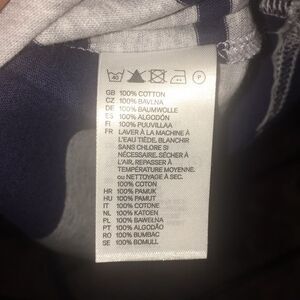 40 P
GB 100% COTTON
CZ 100% BAVLNA
DE 100% BAUMWOLLE
ES 100% ALGODÓN
FI 100% PUUVILLAA
FR LAVER À LA MACHINE À
L'EAU TIÈDE. BLANCHIR
SANS CHLORE SI
NÉCESSAIRE. SÉCHER À
L'AIR. REPASSER À
TEMPÉRATURE MOYENNE.
ou NETTOYAGE À SEC.
100% COTON
HR 100% PAMUK
HU 100% PAMUT
IT 100% COTONE
NL 100% KATOEN
PL 100% BAWEŁNA
PT 100% ALGODÃO
RO 100% BUMBAC
SE 100% BOMULL